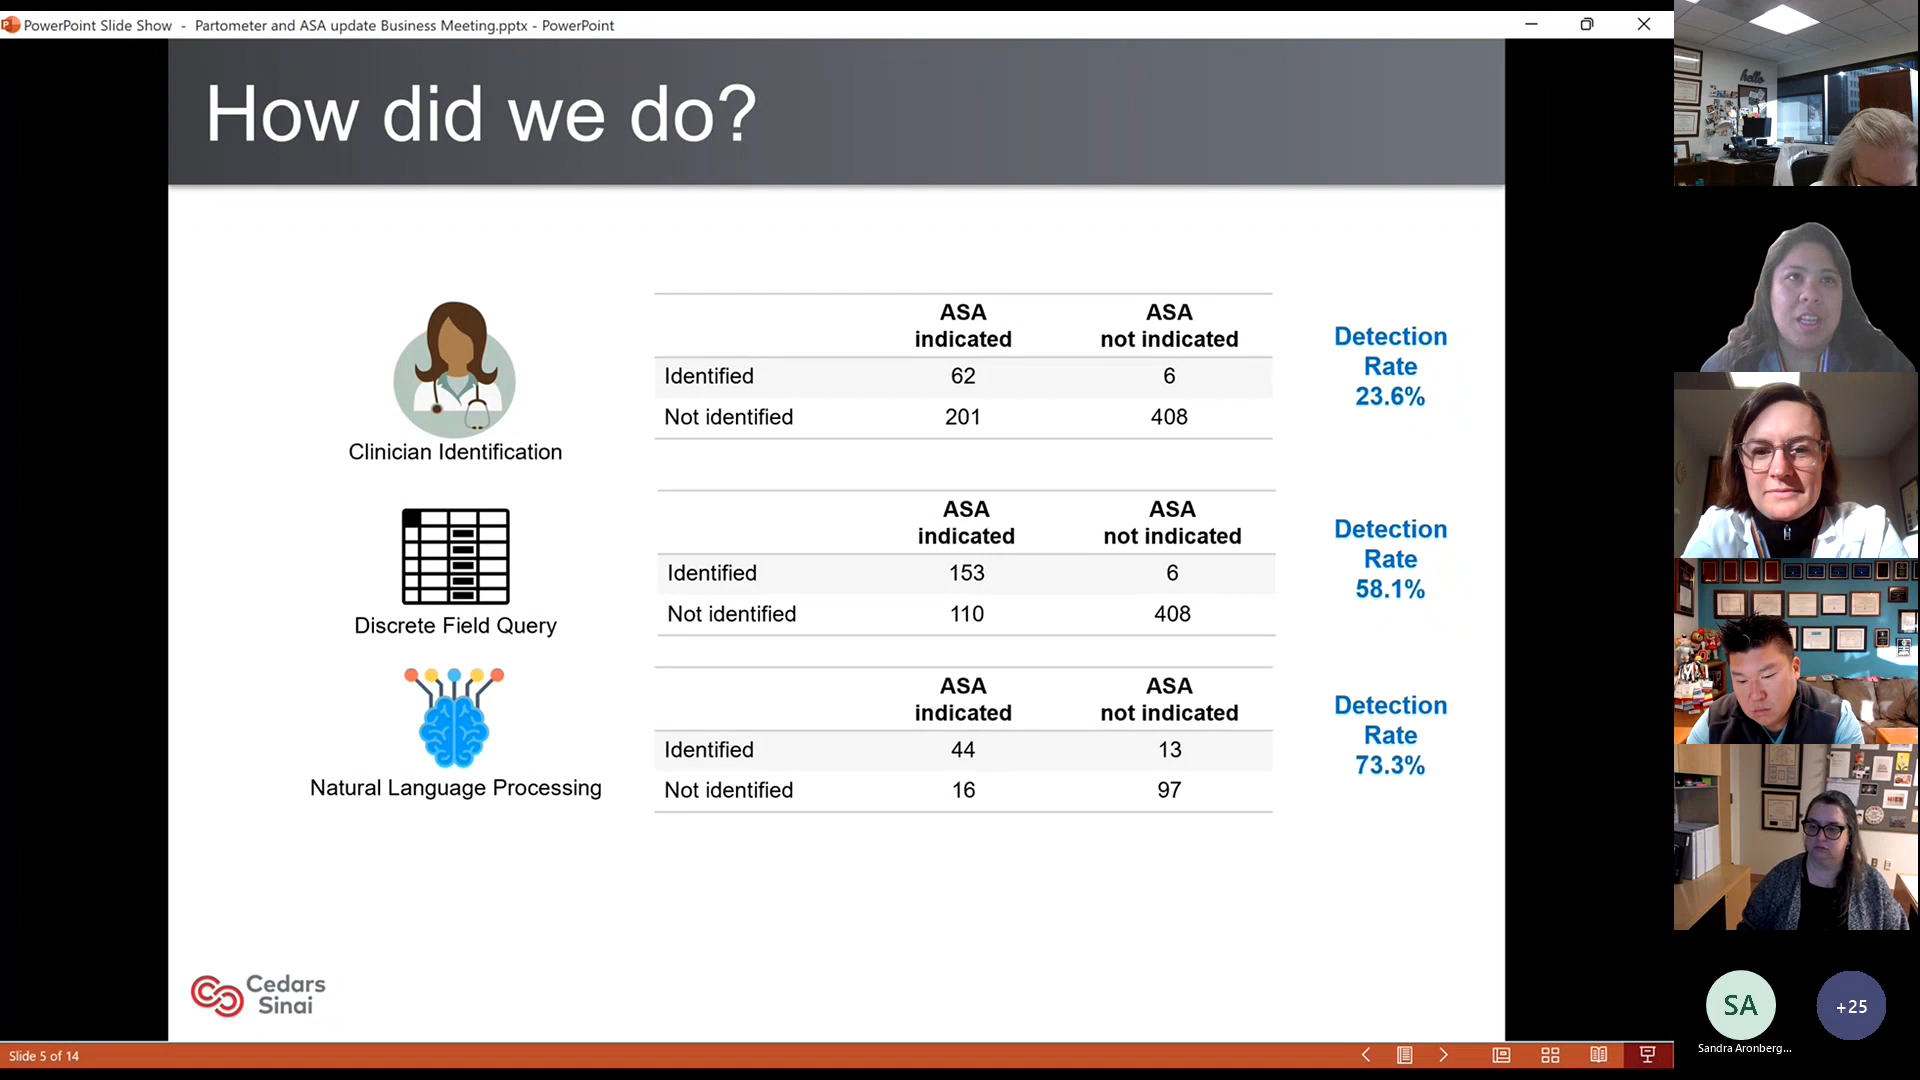 PowerPoint Slide Show - Partometer and ASA update Business Meeting.pptx - PowerPoint
How did we do?
Clinician Identification
ASA indicated ASA not indicated
Identified 62 6
Not identified 201 408
Detection
Rate
23.6%
Discrete Field Query
ASA indicated ASA not indicated
Identified 153 6
Not identified 110 408
Detection
Rate
58.1%
Natural Language Processing
ASA indicated ASA not indicated
Identified 44 13
Not identified 16 97
Detection
Rate
73.3%
Cedars
Sinai
Slide 5 of 14
hello
SA
+25
Sandra Aronberg...